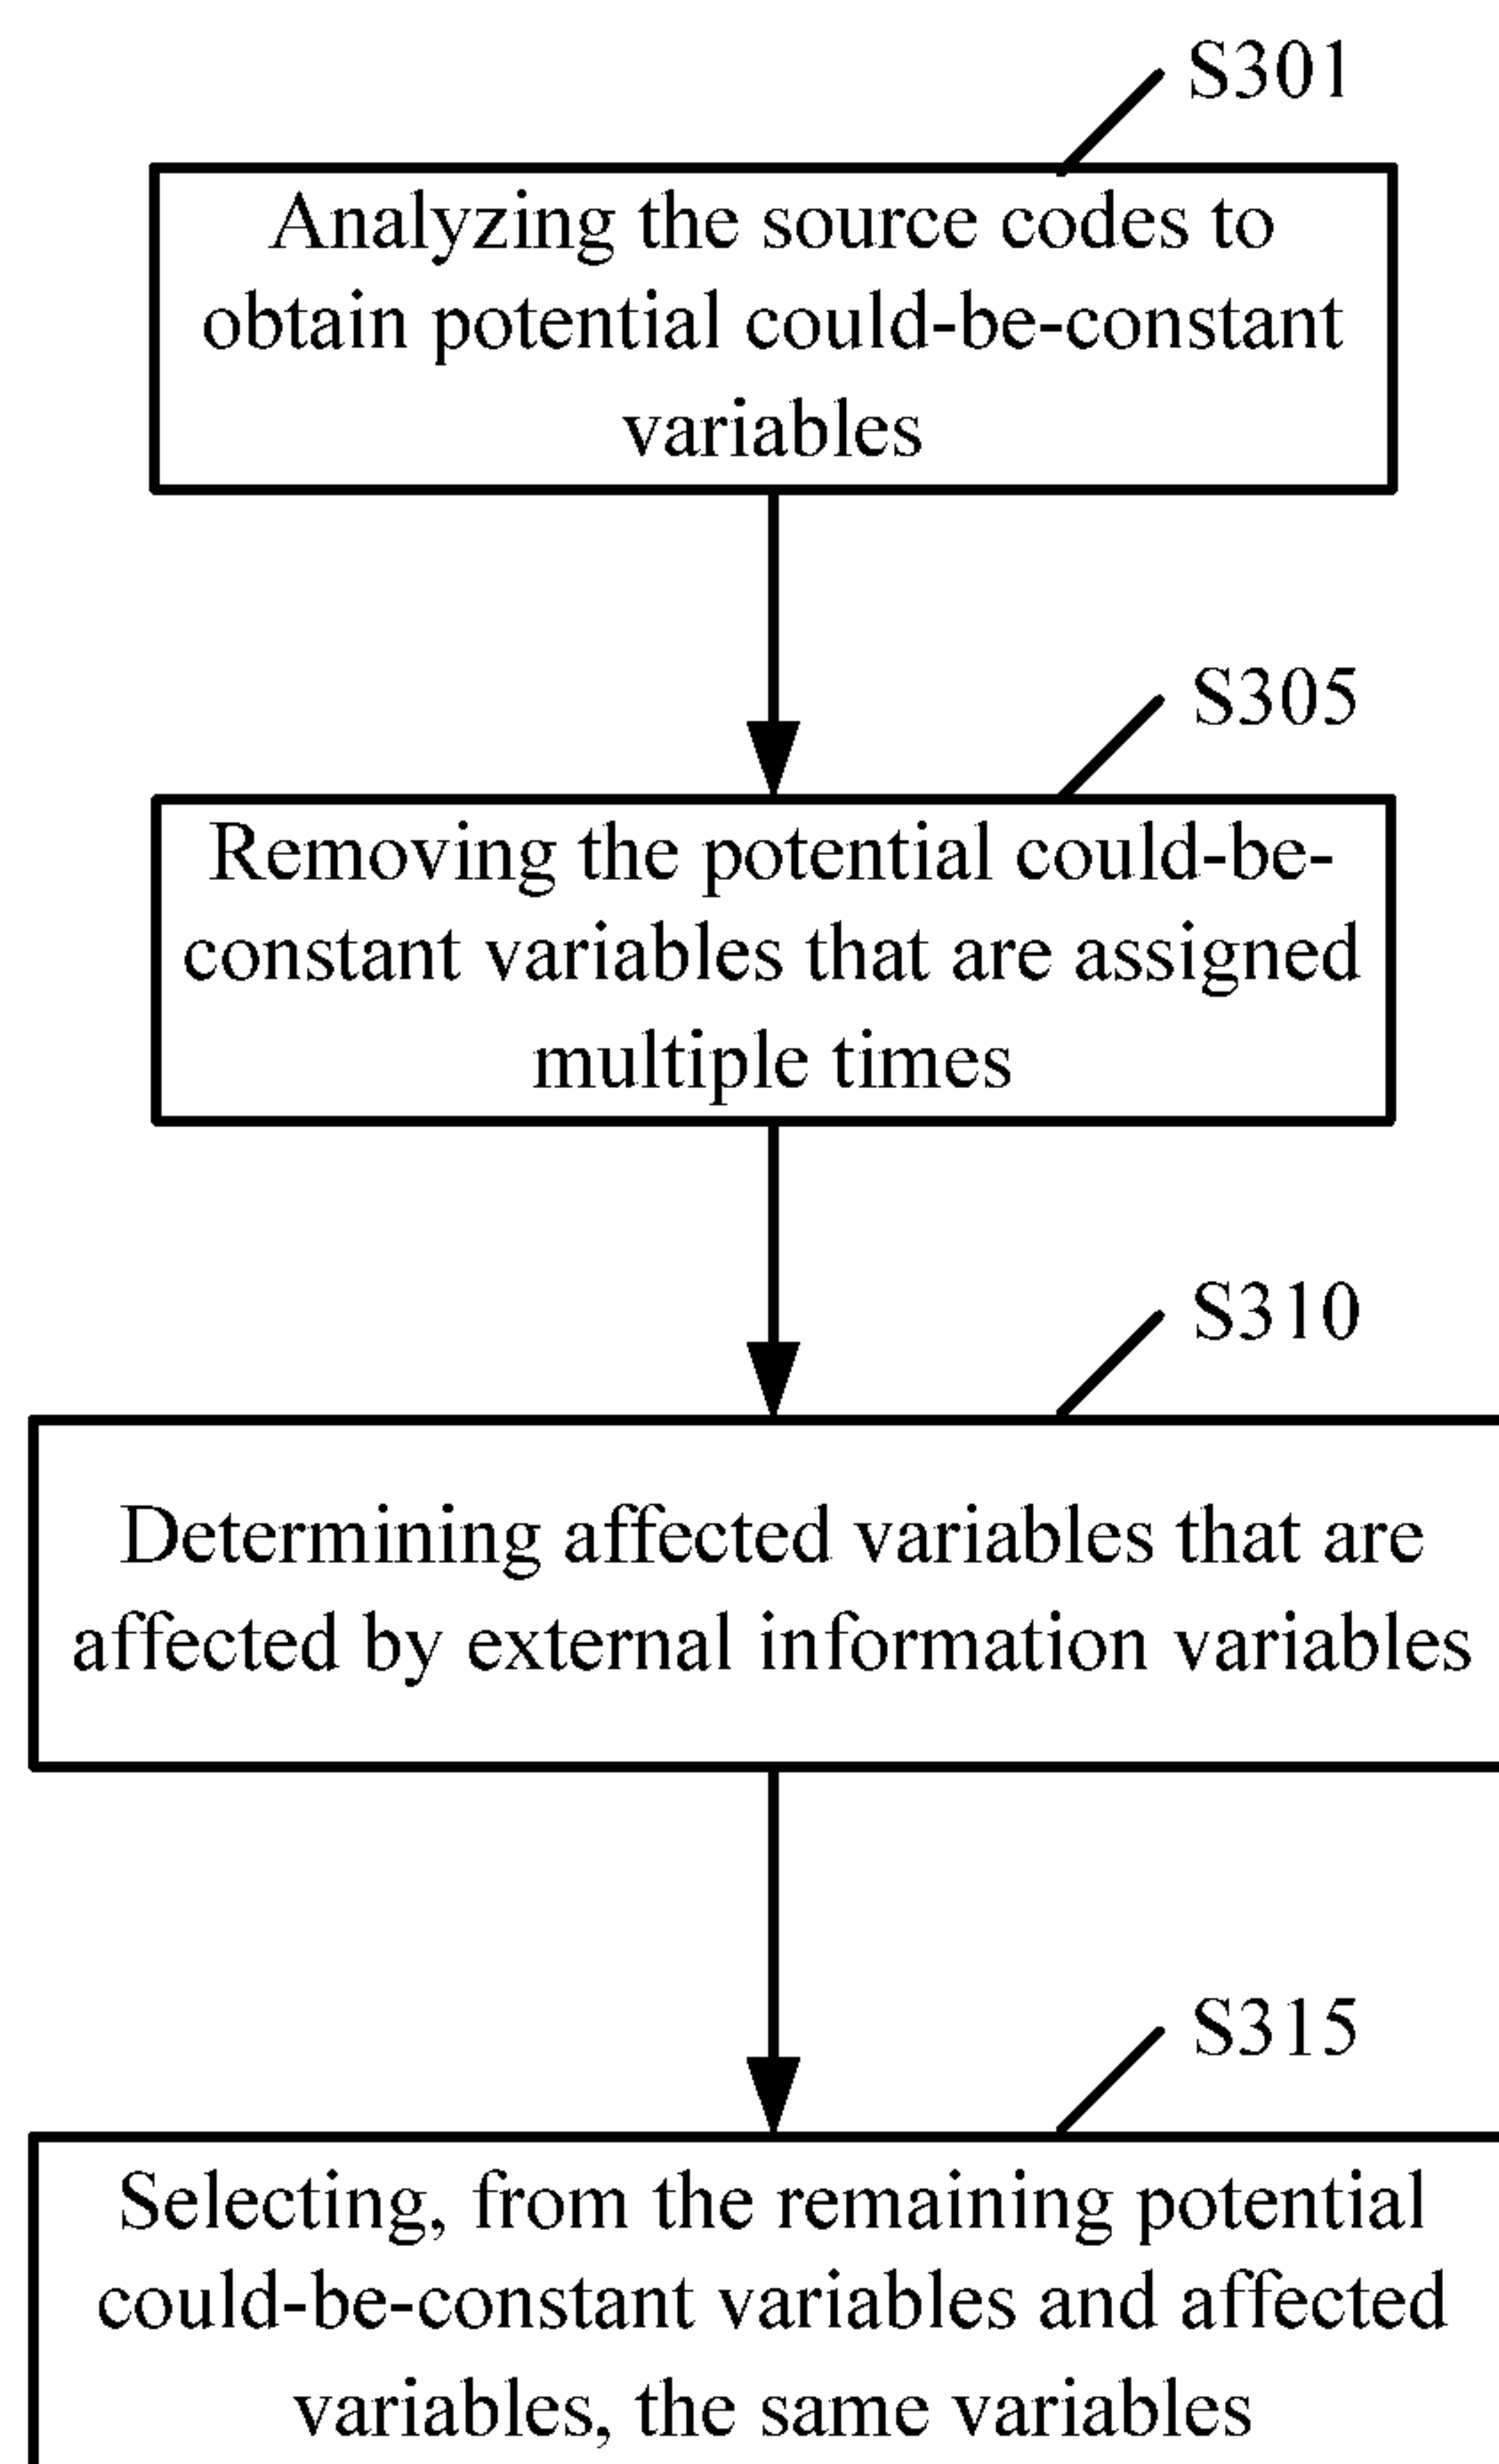 S301
Analyzing the source codes to
obtain potential could-be-constant
variables
S305
Removing the potential could-be-
constant variables that are assigned
multiple times
S310
Determining affected variables that are
affected by external information variables
S315
Selecting, from the remaining potential
could-be-constant variables and affected
variables, the same variables